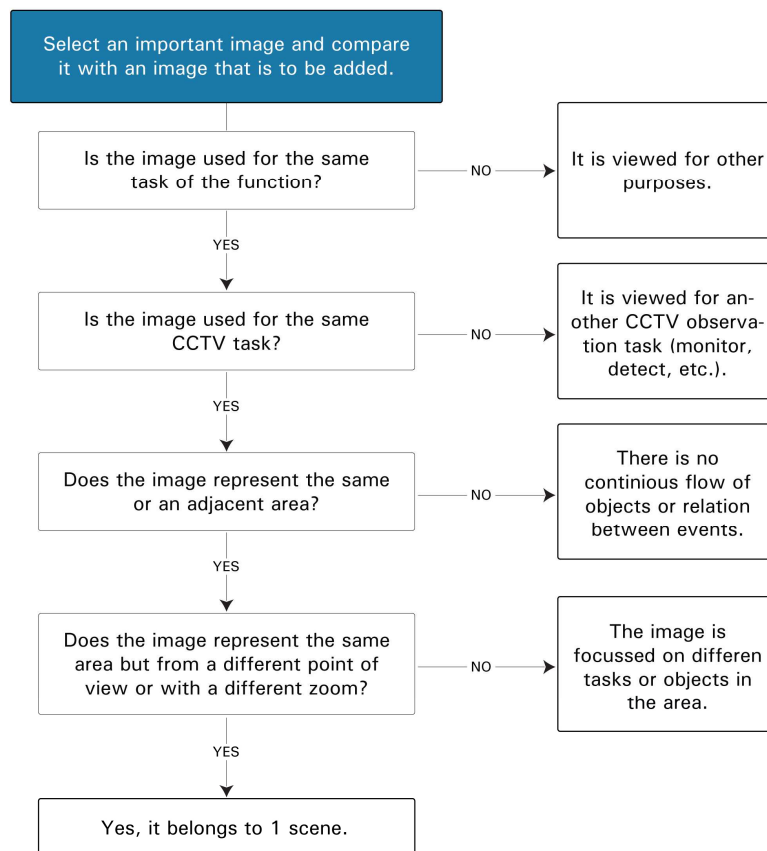 Select an important image and compare
it with an image that is to be added.
Is the image used for the same
task of the function?
NO
It is viewed for other
purposes.
YES
Is the image used for the same
CCTV task?
NO
It is viewed for an-
other CCTV observa-
tion task (monitor,
detect, etc.).
YES
Does the image represent the same
or an adjacent area?
NO
There is no
continious flow of
objects or relation
between events.
YES
Does the image represent the same
area but from a different point of
view or with a different zoom?
NO
The image is
focussed on differen
tasks or objects in
the area.
YES
Yes, it belongs to 1 scene.